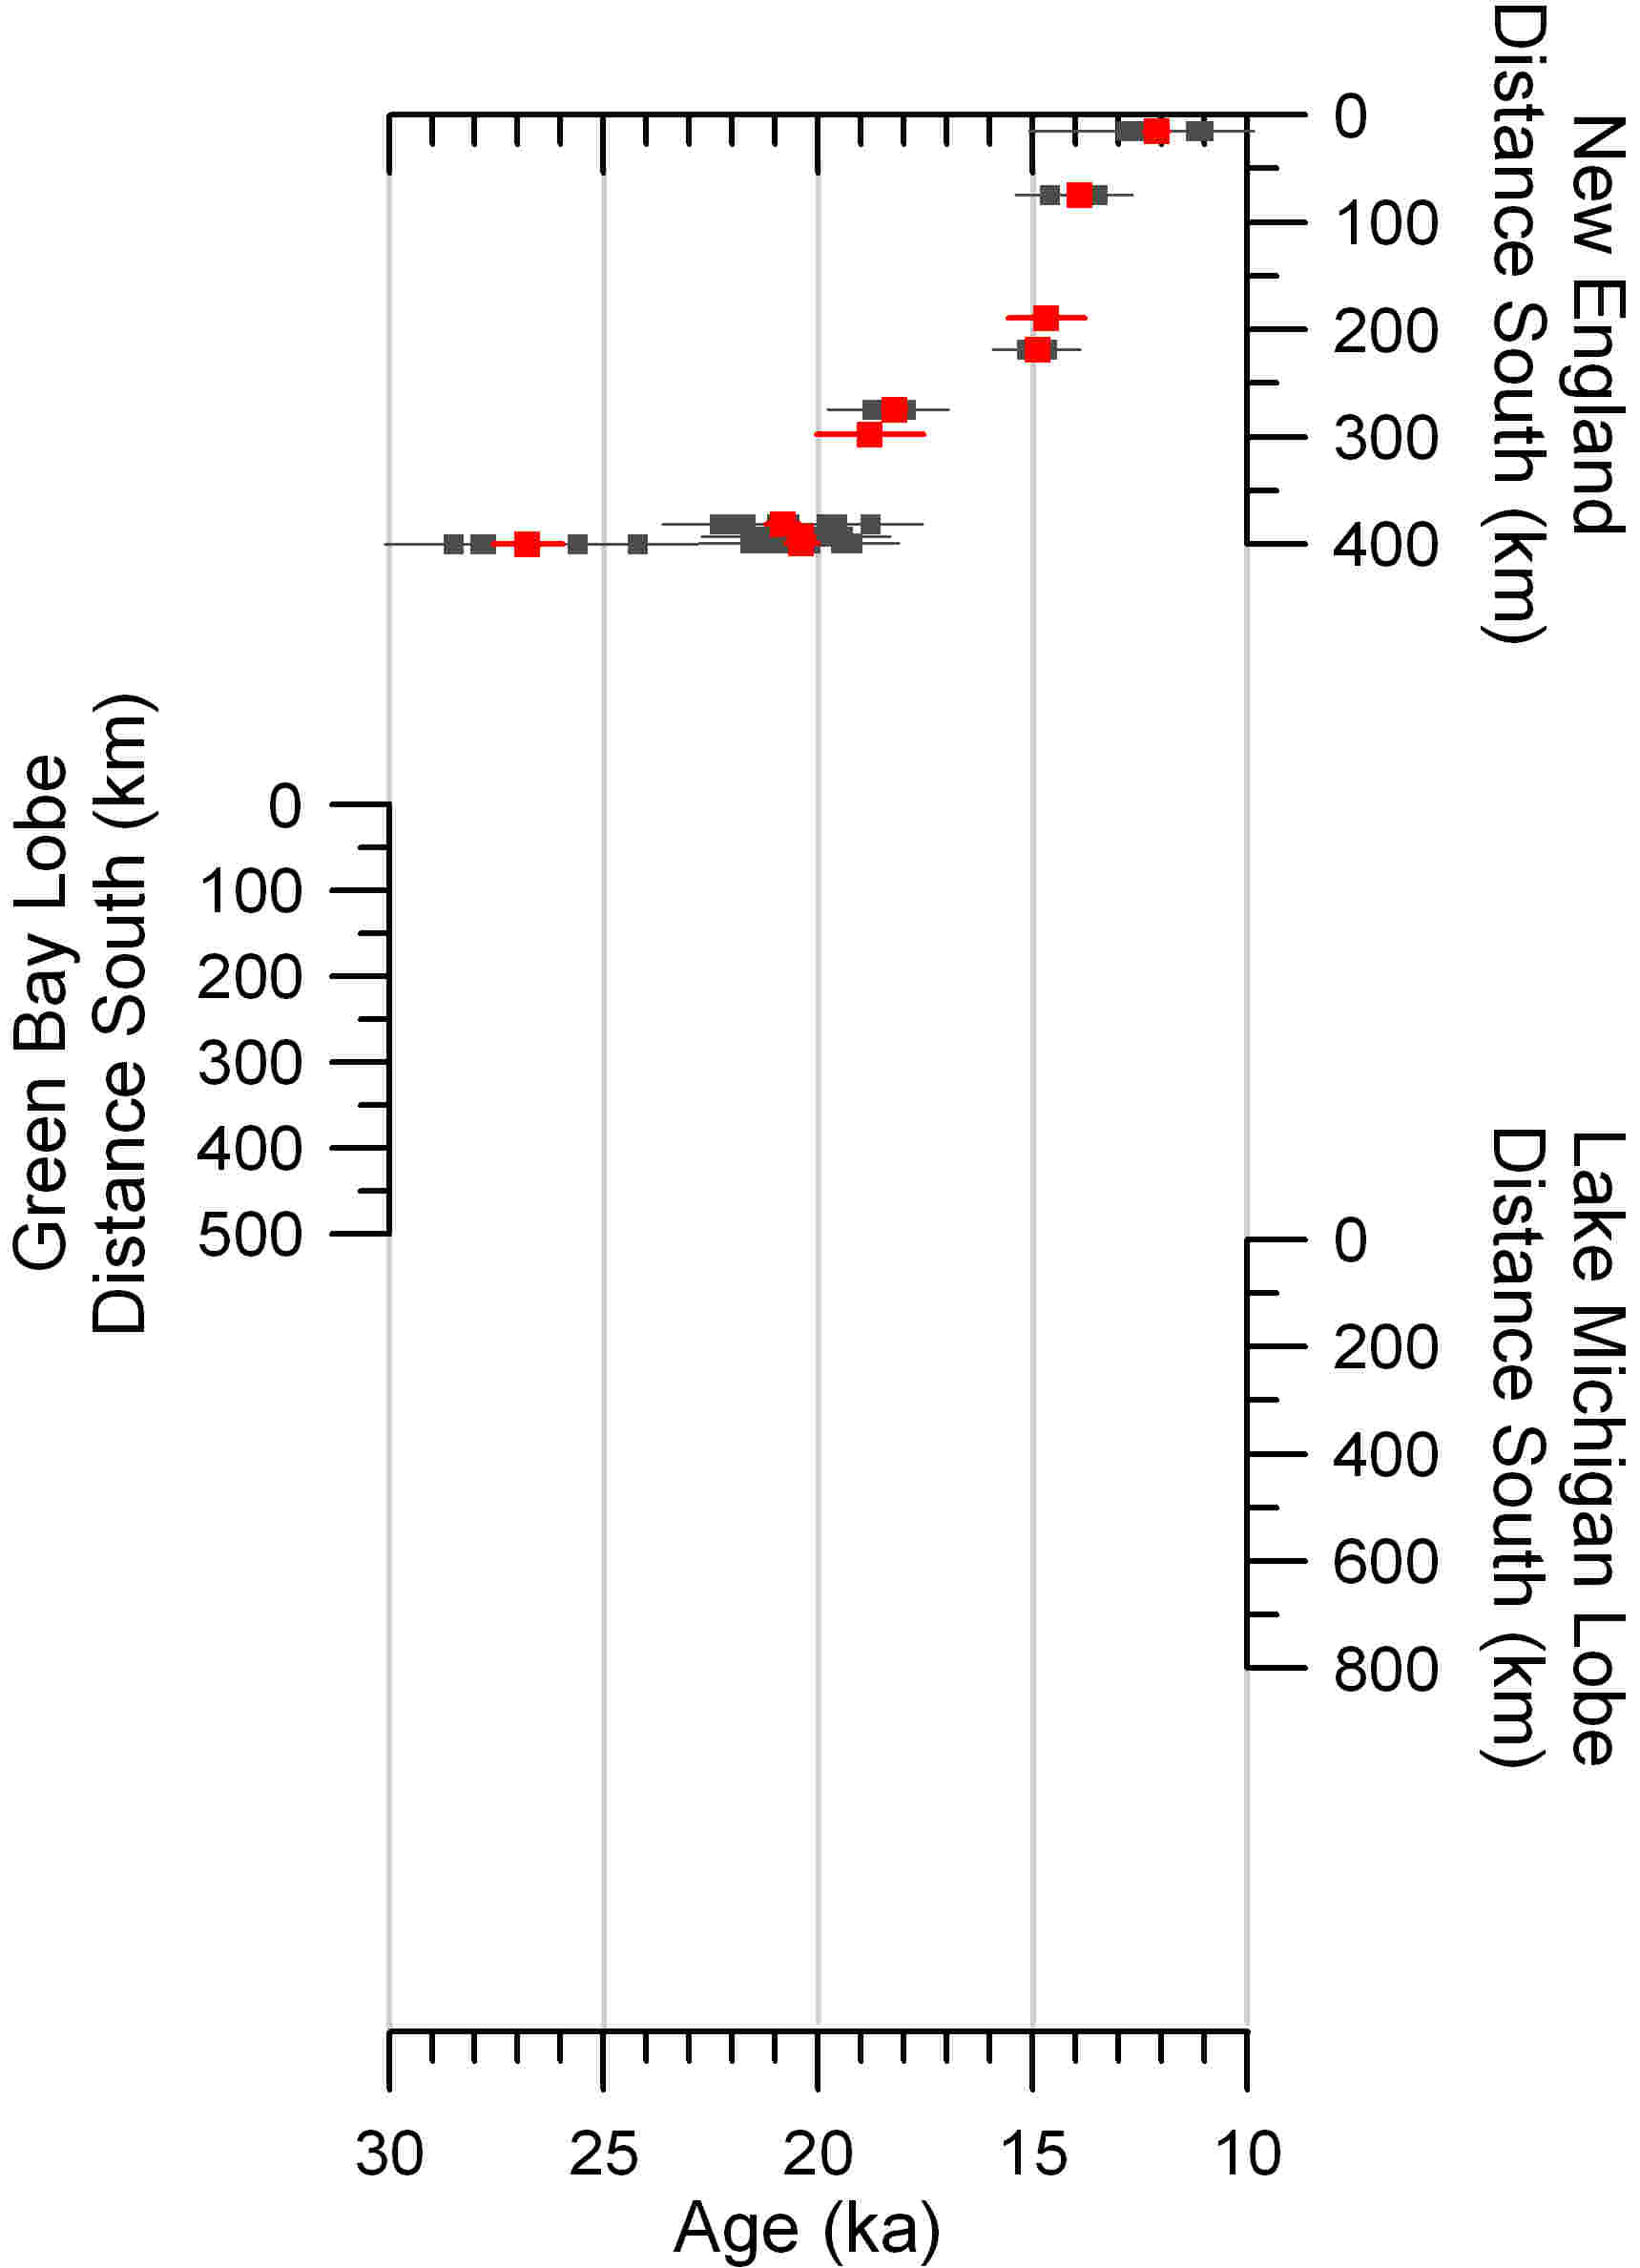 New England
Distance South (km)
0
100
200
300
400
Green Bay Lobe
Distance South (km)
0
100
200
300
400
500
Lake Michigan Lobe
Distance South (km)
0
200
400
600
800
30 25 20 15 10
Age (ka)